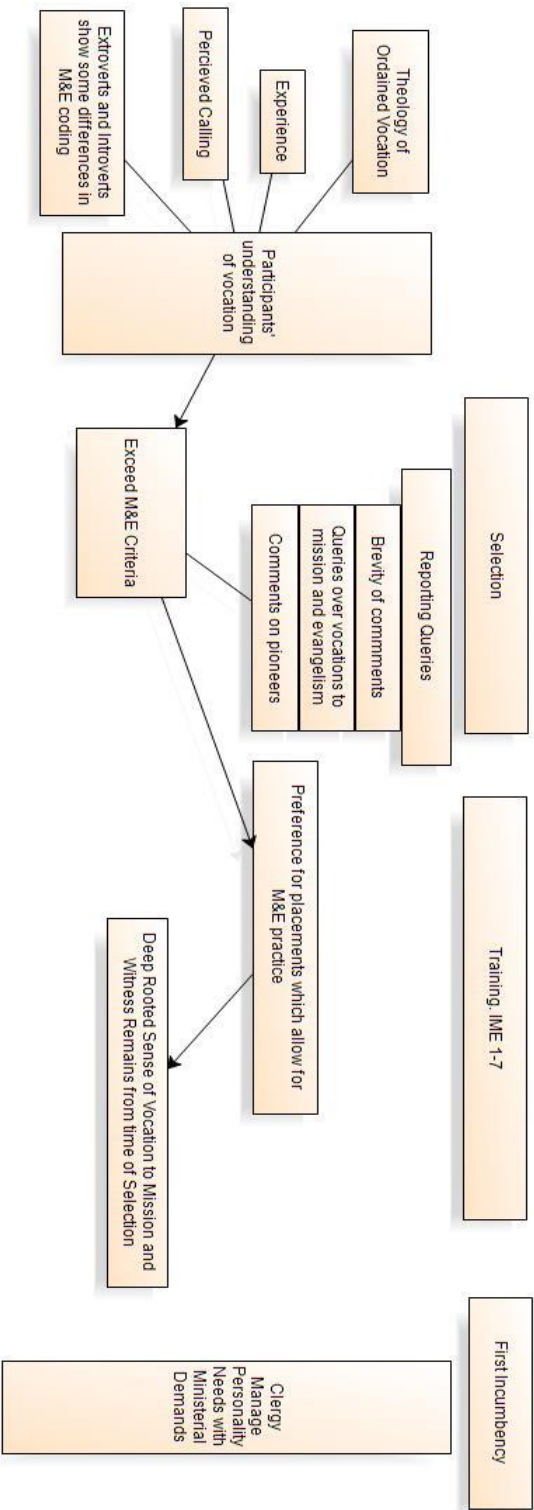 Theology of
Ordained Vocation
Experience
Percieved Calling
Extroverts and Introverts
show some differences in
M&E coding
Participants'
understanding
of vocation
Selection
Reporting Queries
Brevity of commments
Queries over vocations to
mission and evangelism
Comments on pioneers
Exceed M&E Criteria
Training. IME 1-7
Preference for placements which allow for
M&E practice
Deep Rooted Sense of Vocation to Mission and
Witness Remains from time of Selection
First Incumbency
Clergy
Manage
Personality
Needs with
Ministerial
Demands